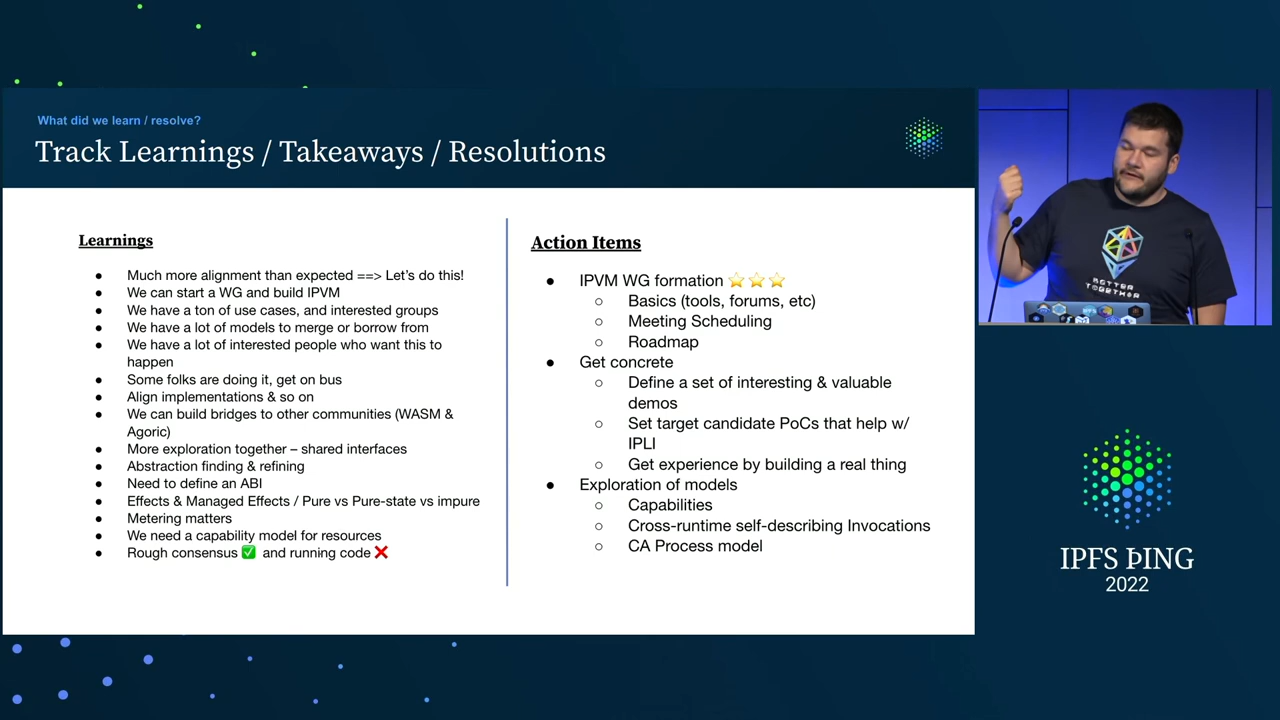 What did we learn / resolve?
Track Learnings / Takeaways / Resolutions
Learnings
● Much more alignment than expected ==> Let's do this!
● We can start a WG and build IPVM
● We have a ton of use cases, and interested groups
● We have a lot of models to merge or borrow from
● We have a lot of interested people who want this to
happen
● Some folks are doing it, get on bus
● Align implementations & so on
● We can build bridges to other communities (WASM &
Agoric)
● More exploration together – shared interfaces
● Abstraction finding & refining
● Need to define an ABI
● Effects & Managed Effects / Pure vs Pure-state vs impure
● Metering matters
● We need a capability model for resources
● Rough consensus ✅ and running code ❌
Action Items
● IPVM WG formation ⭐⭐⭐
○ Basics (tools, forums, etc)
○ Meeting Scheduling
○ Roadmap
● Get concrete
○ Define a set of interesting & valuable
demos
○ Set target candidate PoCs that help w/
IPLI
○ Get experience by building a real thing
● Exploration of models
○ Capabilities
○ Cross-runtime self-describing Invocations
○ CA Process model
BETTER
TOGETHER
IPFS ÞING
2022